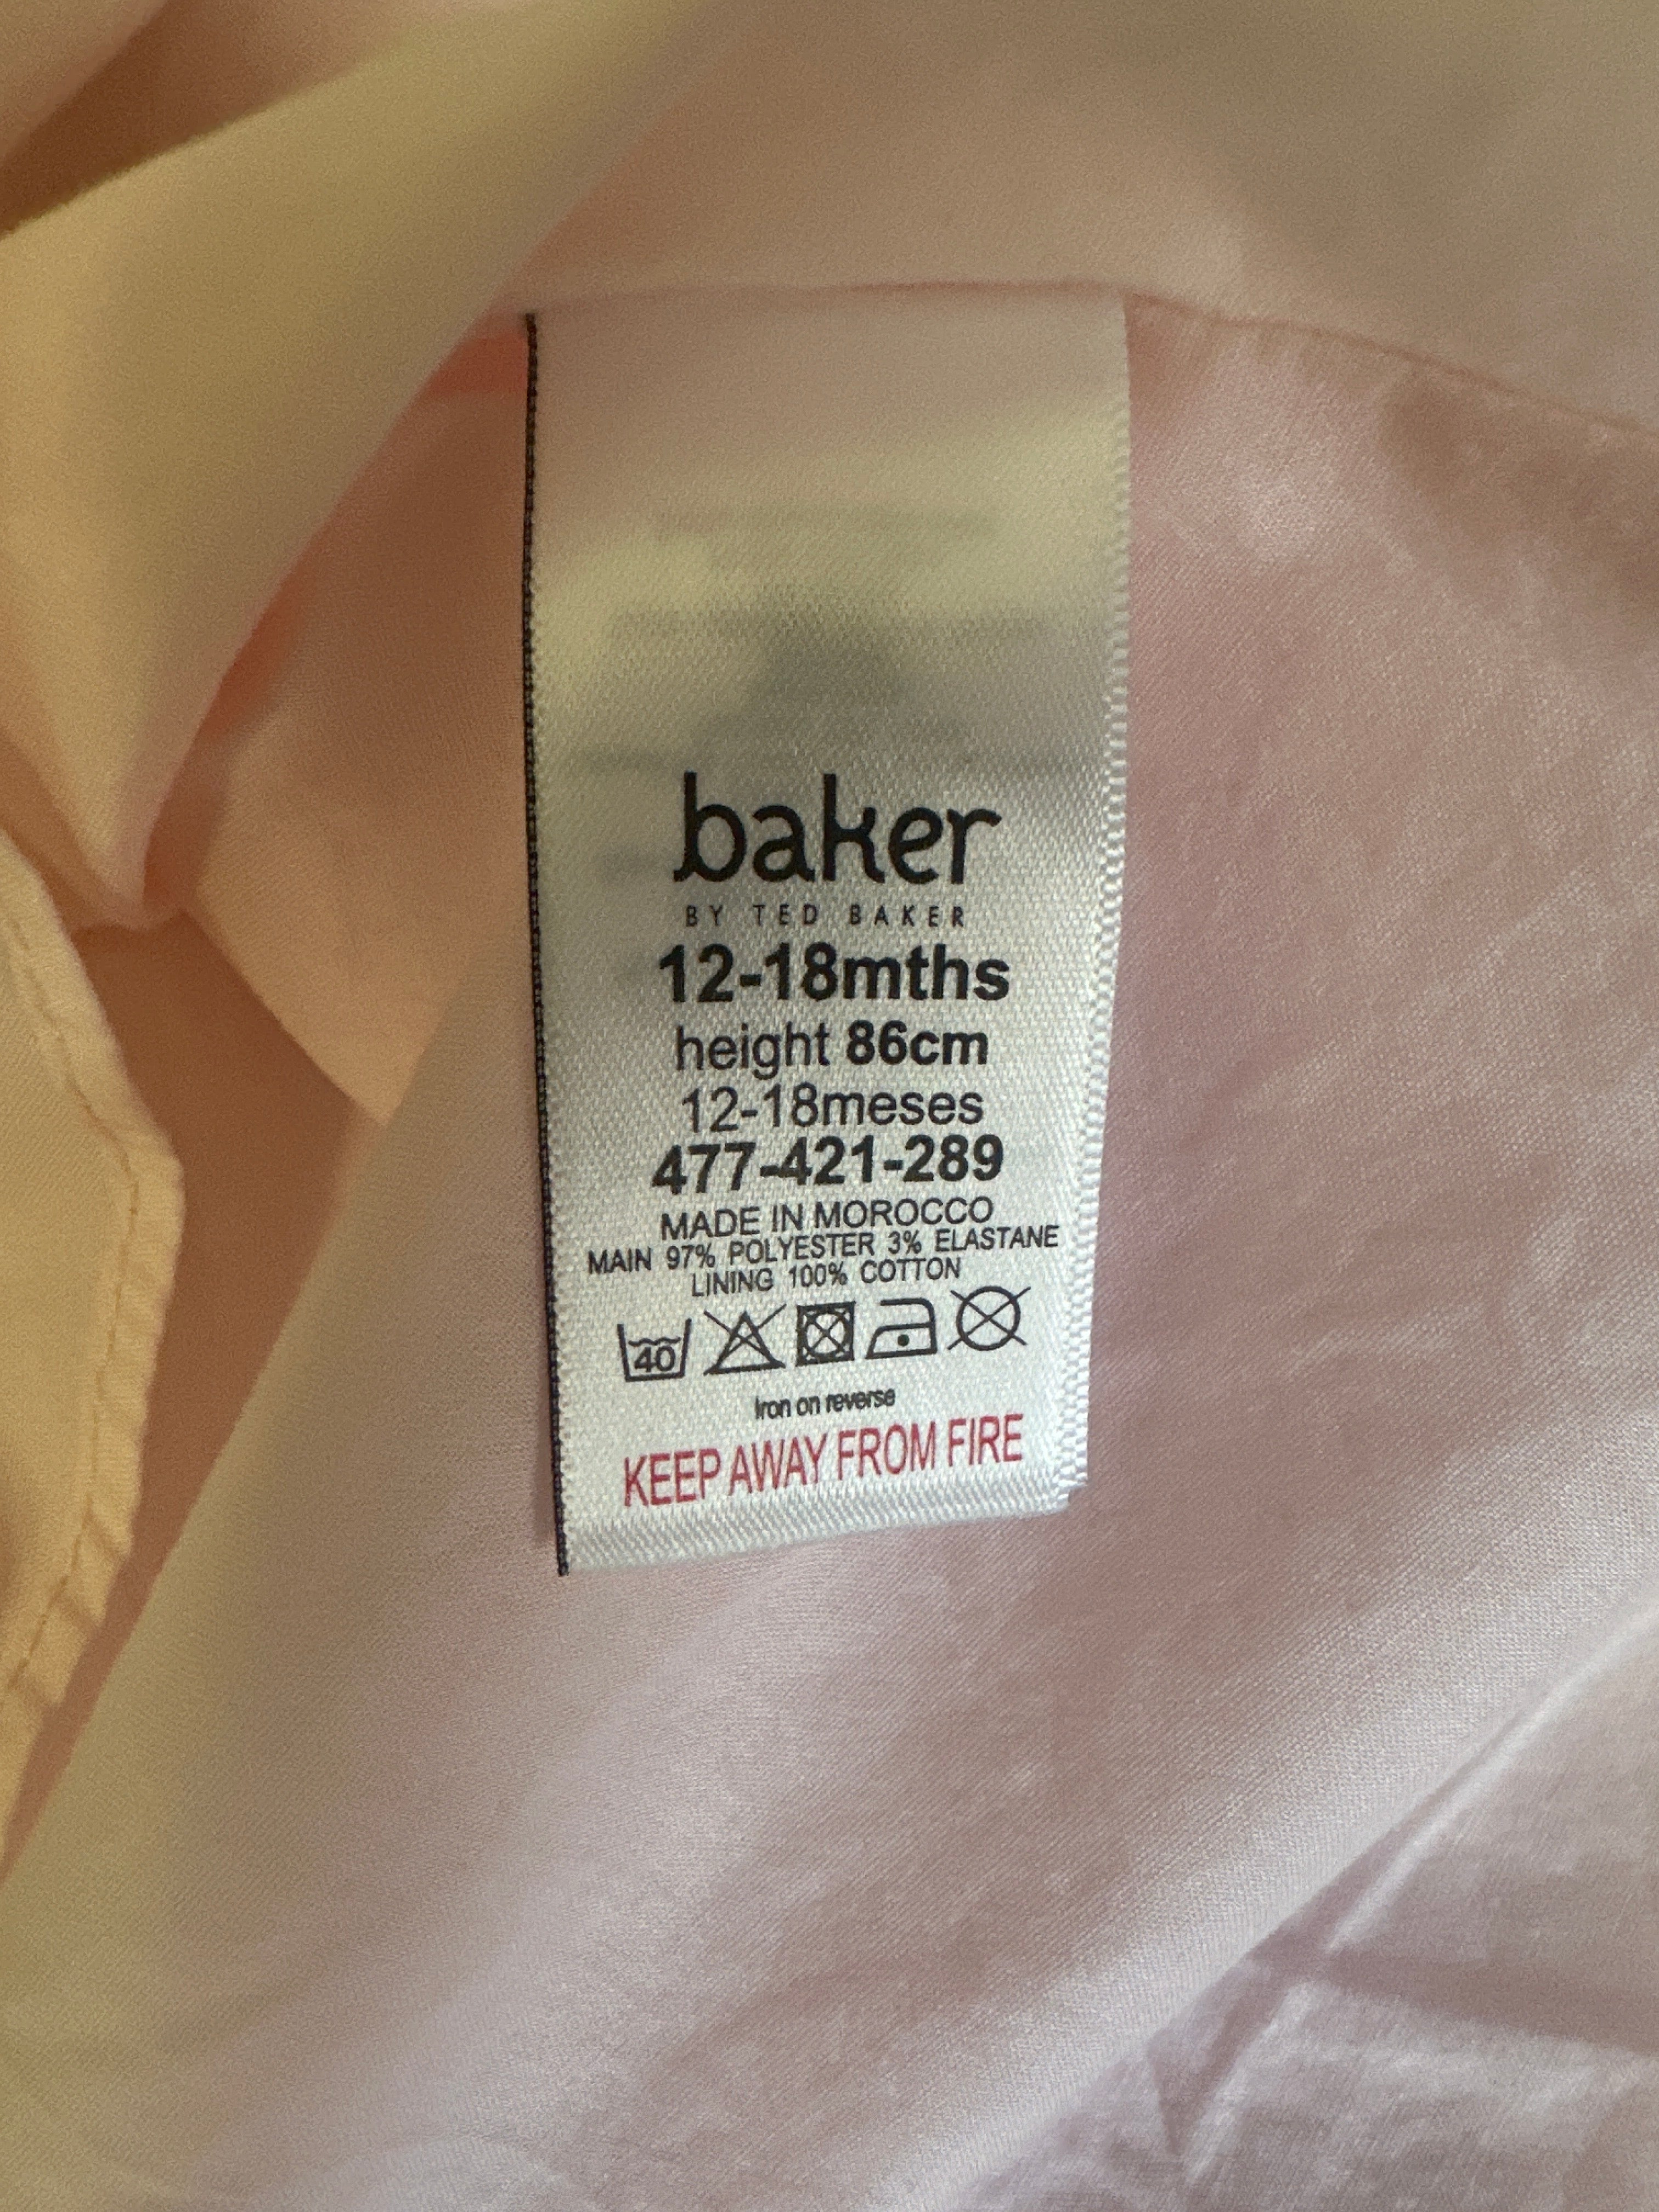 baker
BY TED BAKER
12-18mths
height 86cm
12-18meses
477-421-289
MADE IN MOROCCO
MAIN 97% POLYESTER 3% ELASTANE
LINING 100% COTTON
40
Iron on reverse
KEEP AWAY FROM FIRE